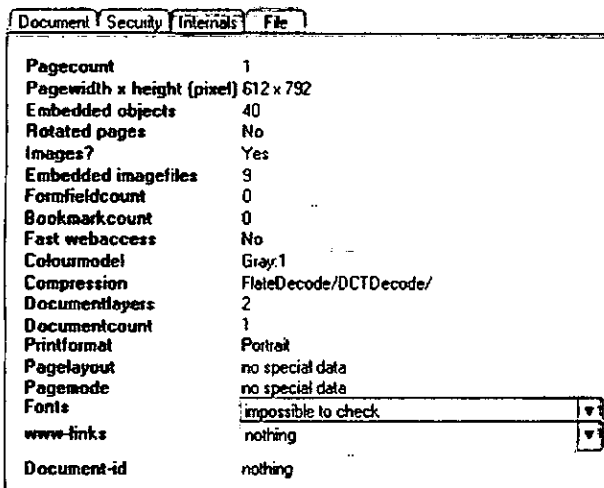 Document Security Internals File
Pagecount 1
Pagewidth x height (pixel) 612 x 792
Embedded objects 40
Rotated pages No
Images? Yes
Embedded imagefiles 9
Formfieldcount 0
Bookmarkcount 0
Fast webaccess No
Colourmodel Gray:1
Compression FlateDecode/DCTDecode/
Documentlayers 2
Documentcount 1
Printformat Portrait
Pagelayout no special data
Pagemode no special data
Fonts impossible to check
www-links nothing
Document-id nothing